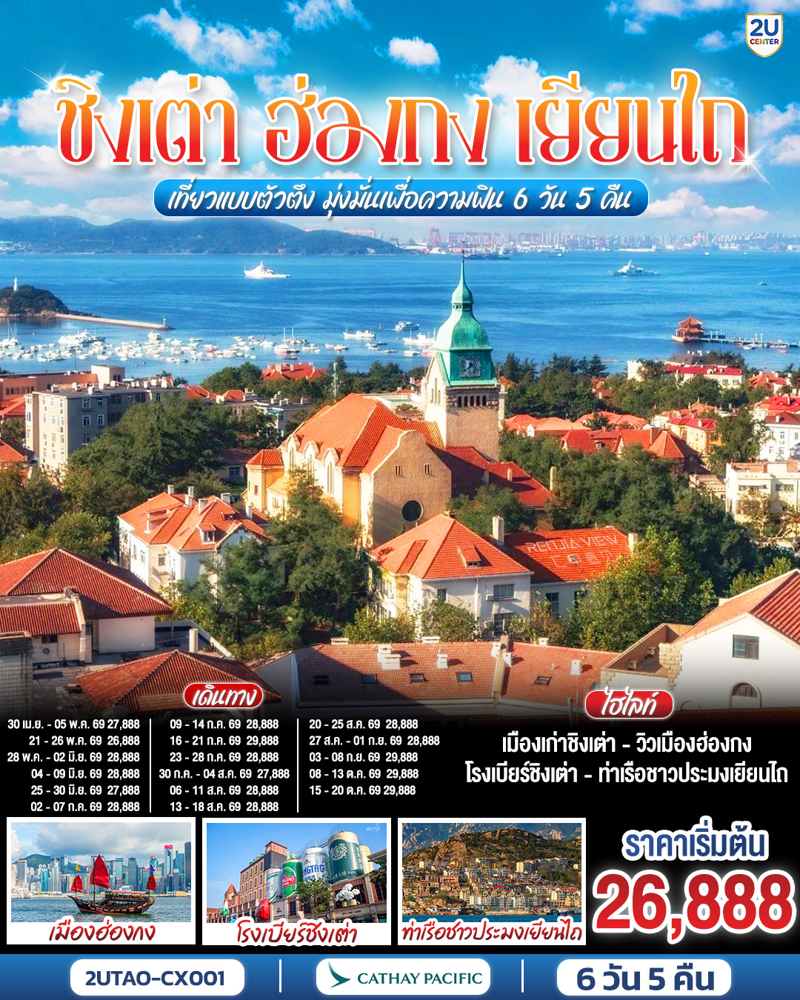 2U
CENTER
ชิงเต่า ฮ่องกง เยียนไถ
เที่ยวแบบตัวตึง มุ่งมั่นเพื่อความฟิน 6 วัน 5 คืน
REIJIA VIEW
เดินทาง
30 เม.ย. - 05 พ.ค. 69 27,888
21 - 26 พ.ค. 69 26,888
28 พ.ค. - 02 มิ.ย. 69 28,888
04 - 09 มิ.ย. 69 28,888
25 - 30 มิ.ย. 69 27,888
02 - 07 ก.ค. 69 28,888
09 - 14 ก.ค. 69 28,888
16 - 21 ก.ค. 69 29,888
23 - 28 ก.ค. 69 28,888
30 ก.ค. - 04 ส.ค. 69 27,888
06 - 11 ส.ค. 69 28,888
13 - 18 ส.ค. 69 28,888
20 - 25 ส.ค. 69 28,888
27 ส.ค. - 01 ก.ย. 69 28,888
03 - 08 ก.ย. 69 29,888
08 - 13 ต.ค. 69 29,888
15 - 20 ต.ค. 69 29,888
ไฮไลท์
เมืองเก่าชิงเต่า - วิวเมืองฮ่องกง
โรงเบียร์ชิงเต่า - ท่าเรือชาวประมงเยียนไถ
เมืองฮ่องกง
โรงเบียร์ชิงเต่า
ท่าเรือชาวประมงเยียนไถ
ราคาเริ่มต้น
26,888
2UTAO-CX001
CATHAY PACIFIC
6 วัน 5 คืน